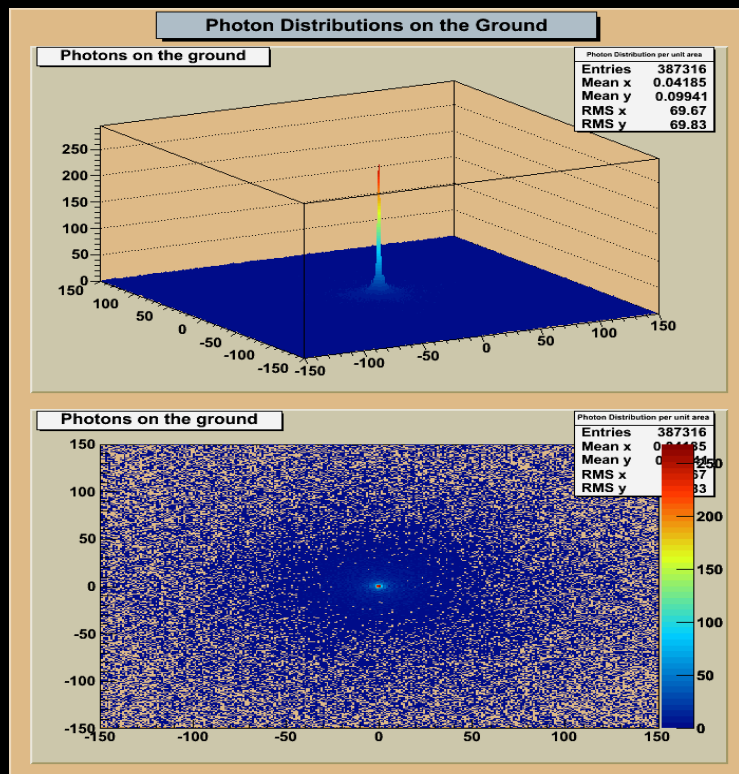 Photon Distributions on the Ground
Photons on the ground
Photon Distribution per unit area
Entries 387316
Mean x 0.04185
Mean y 0.09941
RMS x 69.67
RMS y 69.83
250
200
150
100
50
0
150
100
50
0
-50
-100
-150
-150
-100
-50
0
50
100
150
Photons on the ground
Photon Distribution per unit area
Entries 387316
Mean x
Mean y
RMS x
RMS y
150
100
50
0
-50
-100
-150
-150
-100
-50
0
50
100
150
250
200
150
100
50
0